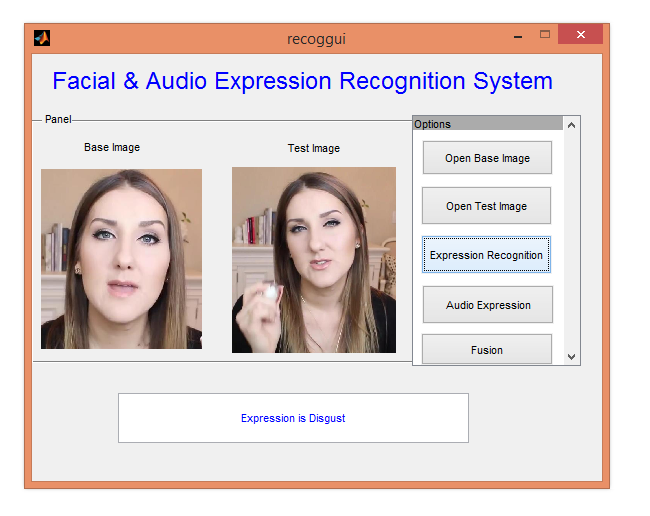 recoggui
Facial & Audio Expression Recognition System
Panel
Base Image
Test Image
Options
Open Base Image
Open Test Image
Expression Recognition
Audio Expression
Fusion
Expression is Disgust